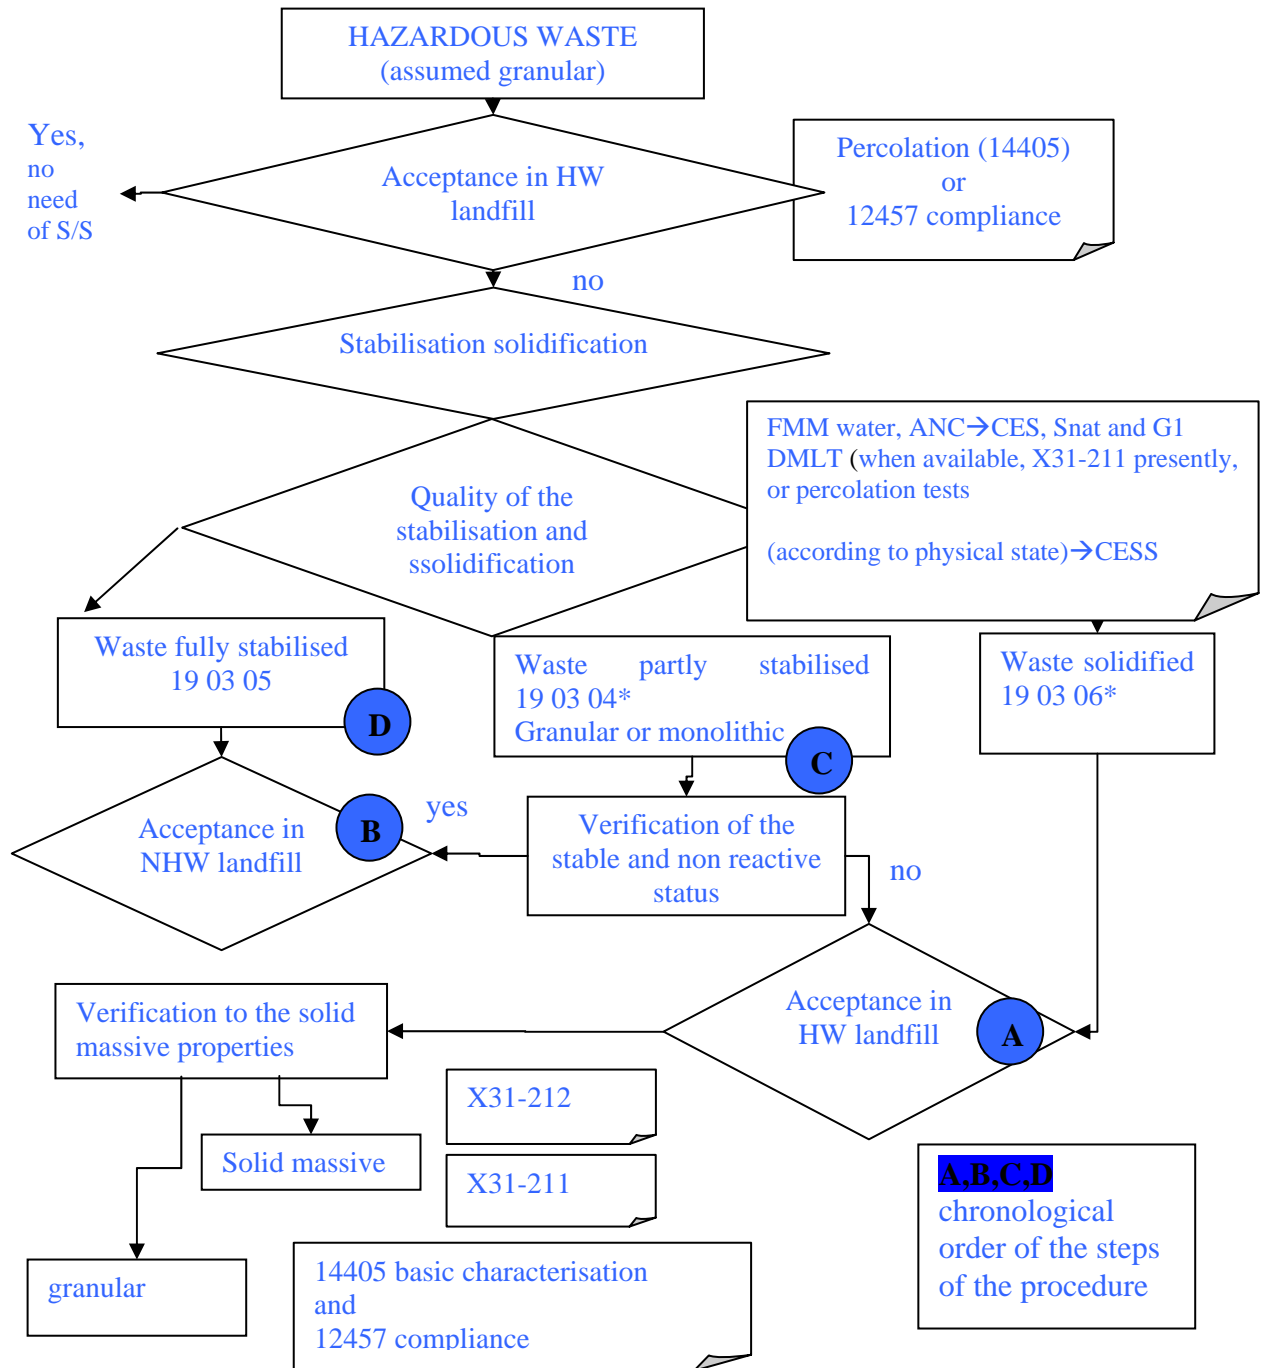 HAZARDOUS WASTE
(assumed granular)
Yes,
no
need
of S/S
Acceptance in HW
landfill
Percolation (14405)
or
12457 compliance
no
Stabilisation solidification
FMM water, ANC→CES, Snat and G1
DMLT (when available, X31-211 presently,
or percolation tests
(according to physical state)→CESS
Quality of the
stabilisation and
ssolidification
Waste fully stabilised
19 03 05
D
Waste partly stabilised
19 03 04*
Granular or monolithic
C
Waste solidified
19 03 06*
Acceptance in
NHW landfill
B
yes
Verification of the
stable and non reactive
status
no
Acceptance in
HW landfill
A
Verification to the solid
massive properties
X31-212
Solid massive
X31-211
granular
14405 basic characterisation
and
12457 compliance
A,B,C,D
chronological
order of the steps
of the procedure